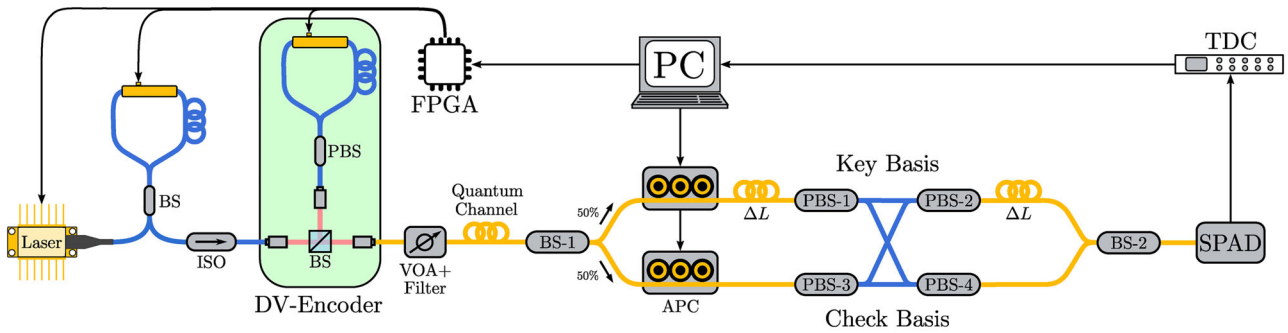 TDC
PC
FPGA
PBS
BS
Laser
ISO
BS
DV-Encoder
VOA+
Filter
Quantum
Channel
BS-1
50%
50%
APC
ΔL
Key Basis
PBS-1
PBS-2
ΔL
PBS-3
PBS-4
Check Basis
BS-2
SPAD